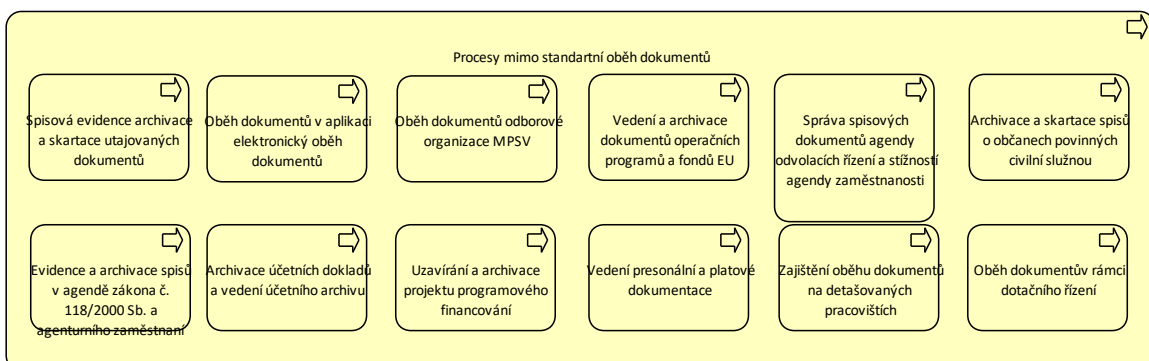 Procesy mimo standartní oběh dokumentů
Spisová evidence archivace
a skartace utajovaných
dokumentů
Oběh dokumentů v aplikaci
elektronický oběh
dokumentů
Oběh dokumentů odborové
organizace MPSV
Vedení a archivace
dokumentů operačních
programů a fondů EU
Správa spisových
dokumentů agendy
odvolacích řízení a stížností
agendy zaměstnanosti
Archivace a skartace spisů
o občanech povinných
civilní služnou
Evidence a archivace spisů
v agendě zákona č.
118/2000 Sb. a
agenturního zaměstnaní
Archivace účetních dokladů
a vedení účetního archivu
Uzavírání a archivace
projektu programového
financování
Vedení presonální a platové
dokumentace
Zajištění oběhu dokumentů
na detašovaných
pracovištích
Oběh dokumentův rámci
dotačního řízení